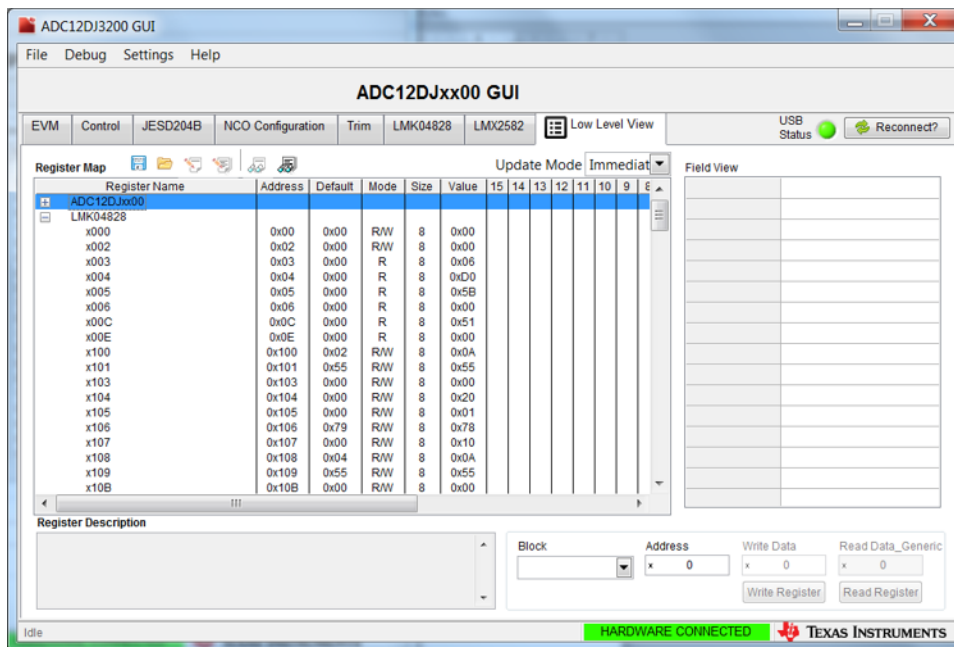 ADC12DJ3200 GUI
File Debug Settings Help
ADC12DJxx00 GUI
EVM Control JESD204B NCO Configuration Trim LMK04828 LMX2582 Low Level View USB Status Reconnect?
Register Map Update Mode Immediat Field View
Register Name Address Default Mode Size Value 15 14 13 12 11 10 9
ADC12DJxx00
LMK04828
x000 0x00 0x00 R/W 8 0x00
x002 0x02 0x00 R/W 8 0x00
x003 0x03 0x00 R 8 0x06
x004 0x04 0x00 R 8 0xD0
x005 0x05 0x00 R 8 0x5B
x006 0x06 0x00 R 8 0x00
x00C 0x0C 0x00 R 8 0x51
x00E 0x0E 0x00 R 8 0x00
x100 0x100 0x02 R/W 8 0x0A
x101 0x101 0x55 R/W 8 0x55
x103 0x103 0x00 R/W 8 0x00
x104 0x104 0x00 R/W 8 0x20
x105 0x105 0x00 R/W 8 0x01
x106 0x106 0x79 R/W 8 0x78
x107 0x107 0x00 R/W 8 0x10
x108 0x108 0x04 R/W 8 0x0A
x109 0x109 0x55 R/W 8 0x55
x10B 0x10B 0x00 R/W 8 0x00
Register Description
Block Address Write Data Read Data_Generic
x 0 x 0 x 0
Write Register Read Register
Idle HARDWARE CONNECTED TEXAS INSTRUMENTS